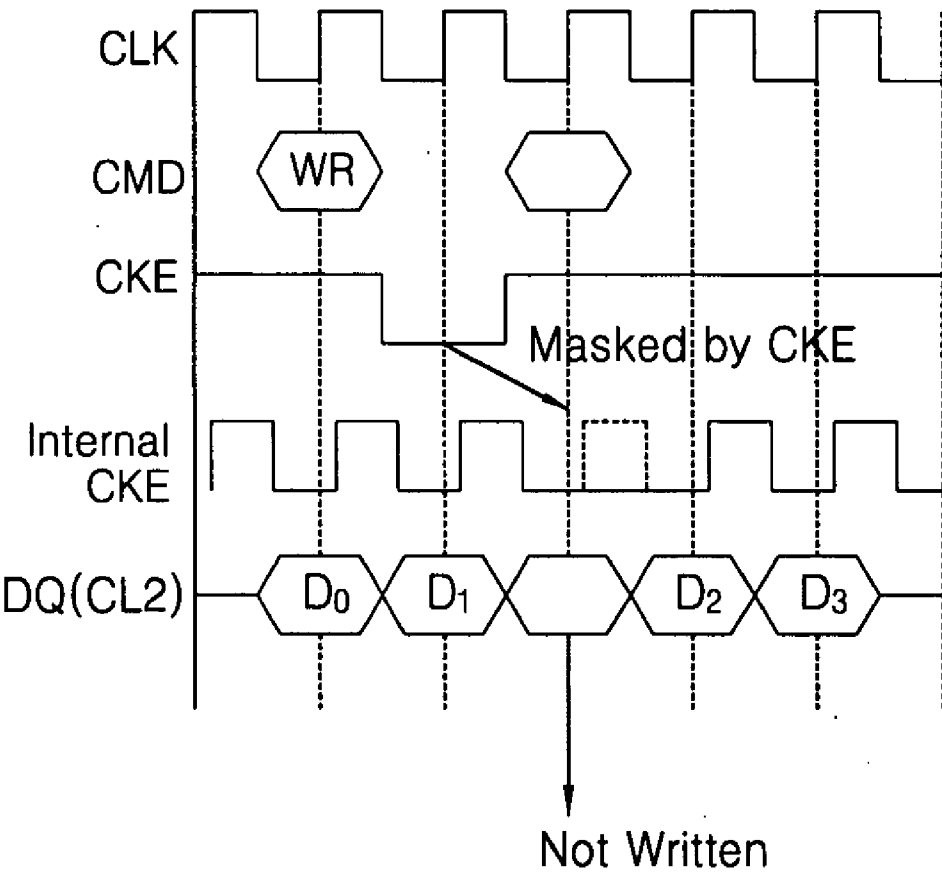 CLK
CMD
WR
CKE
Masked by CKE
Internal
CKE
DQ(CL2)
D0
D1
D2
D3
Not Written